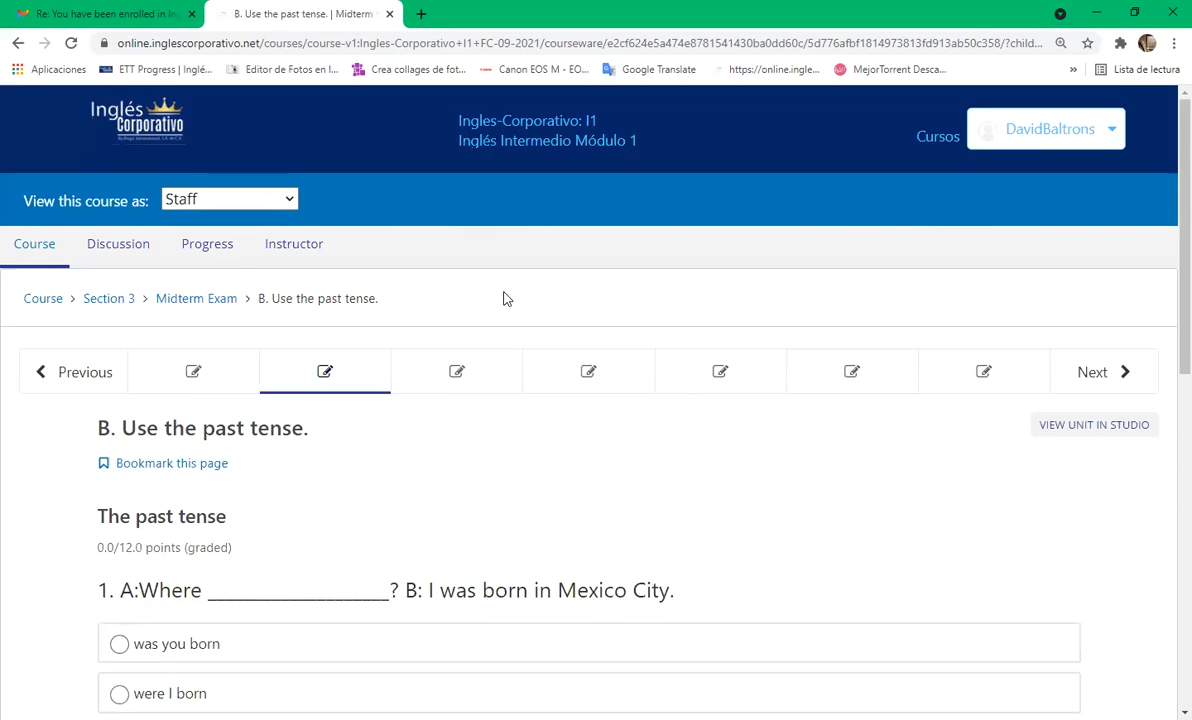 Re: You have been enrolled in In
B. Use the past tense. | Midterm
online.inglescorporativo.net/courses/course-v1:Ingles-Corporativo+I1+FC-09-2021/courseware/e2cf624e5a474e8781541430ba0dd60c/5d776afbf1814973813fd913ab50c358/?child...
Aplicaciones
ETT Progress | Inglé...
Editor de Fotos en l...
Crea collages de fot...
Canon EOS M - EO...
Google Translate
https://online.ingle...
MejorTorrent Desca...
»
Lista de lectura
Inglés
Corporativo
Ingles-Corporativo: I1
Inglés Intermedio Módulo 1
Cursos
DavidBaltrons
View this course as:
Staff
Course
Discussion
Progress
Instructor
Course > Section 3 > Midterm Exam > B. Use the past tense.
Previous
Next
B. Use the past tense.
VIEW UNIT IN STUDIO
Bookmark this page
The past tense
0.0/12.0 points (graded)
1. A:Where ___________________? B: I was born in Mexico City.
was you born
were I born